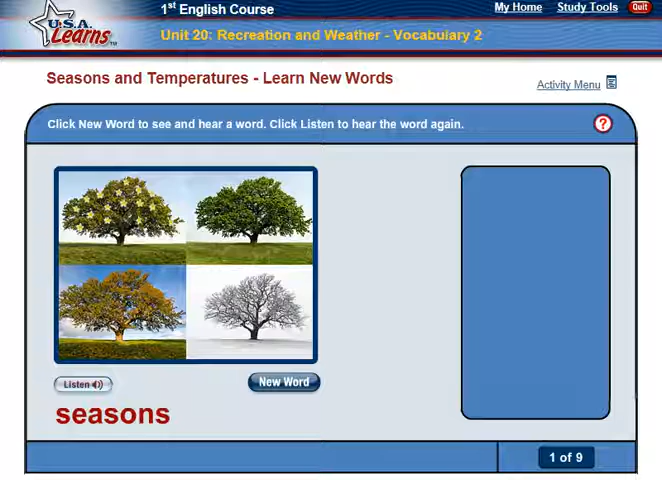 U.S.A.
Learns™
1st English Course
My Home
Study Tools
Quit
Unit 20: Recreation and Weather - Vocabulary 2
Seasons and Temperatures - Learn New Words
Activity Menu
Click New Word to see and hear a word. Click Listen to hear the word again.
?
Listen
New Word
seasons
1 of 9